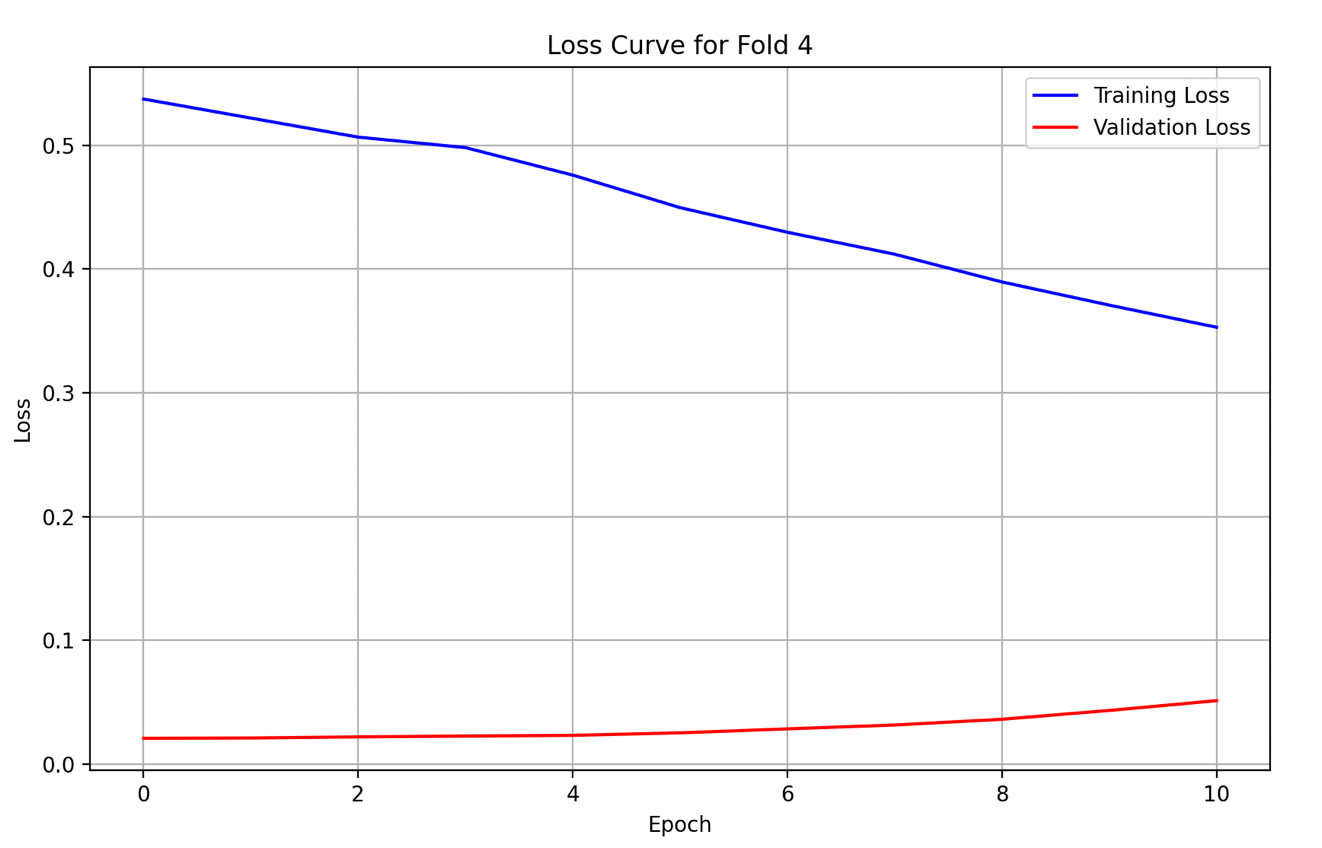 Loss Curve for Fold 4
Training Loss
Validation Loss
0.5
0.4
0.3
0.2
0.1
0.0
Loss
0 2 4 6 8 10
Epoch